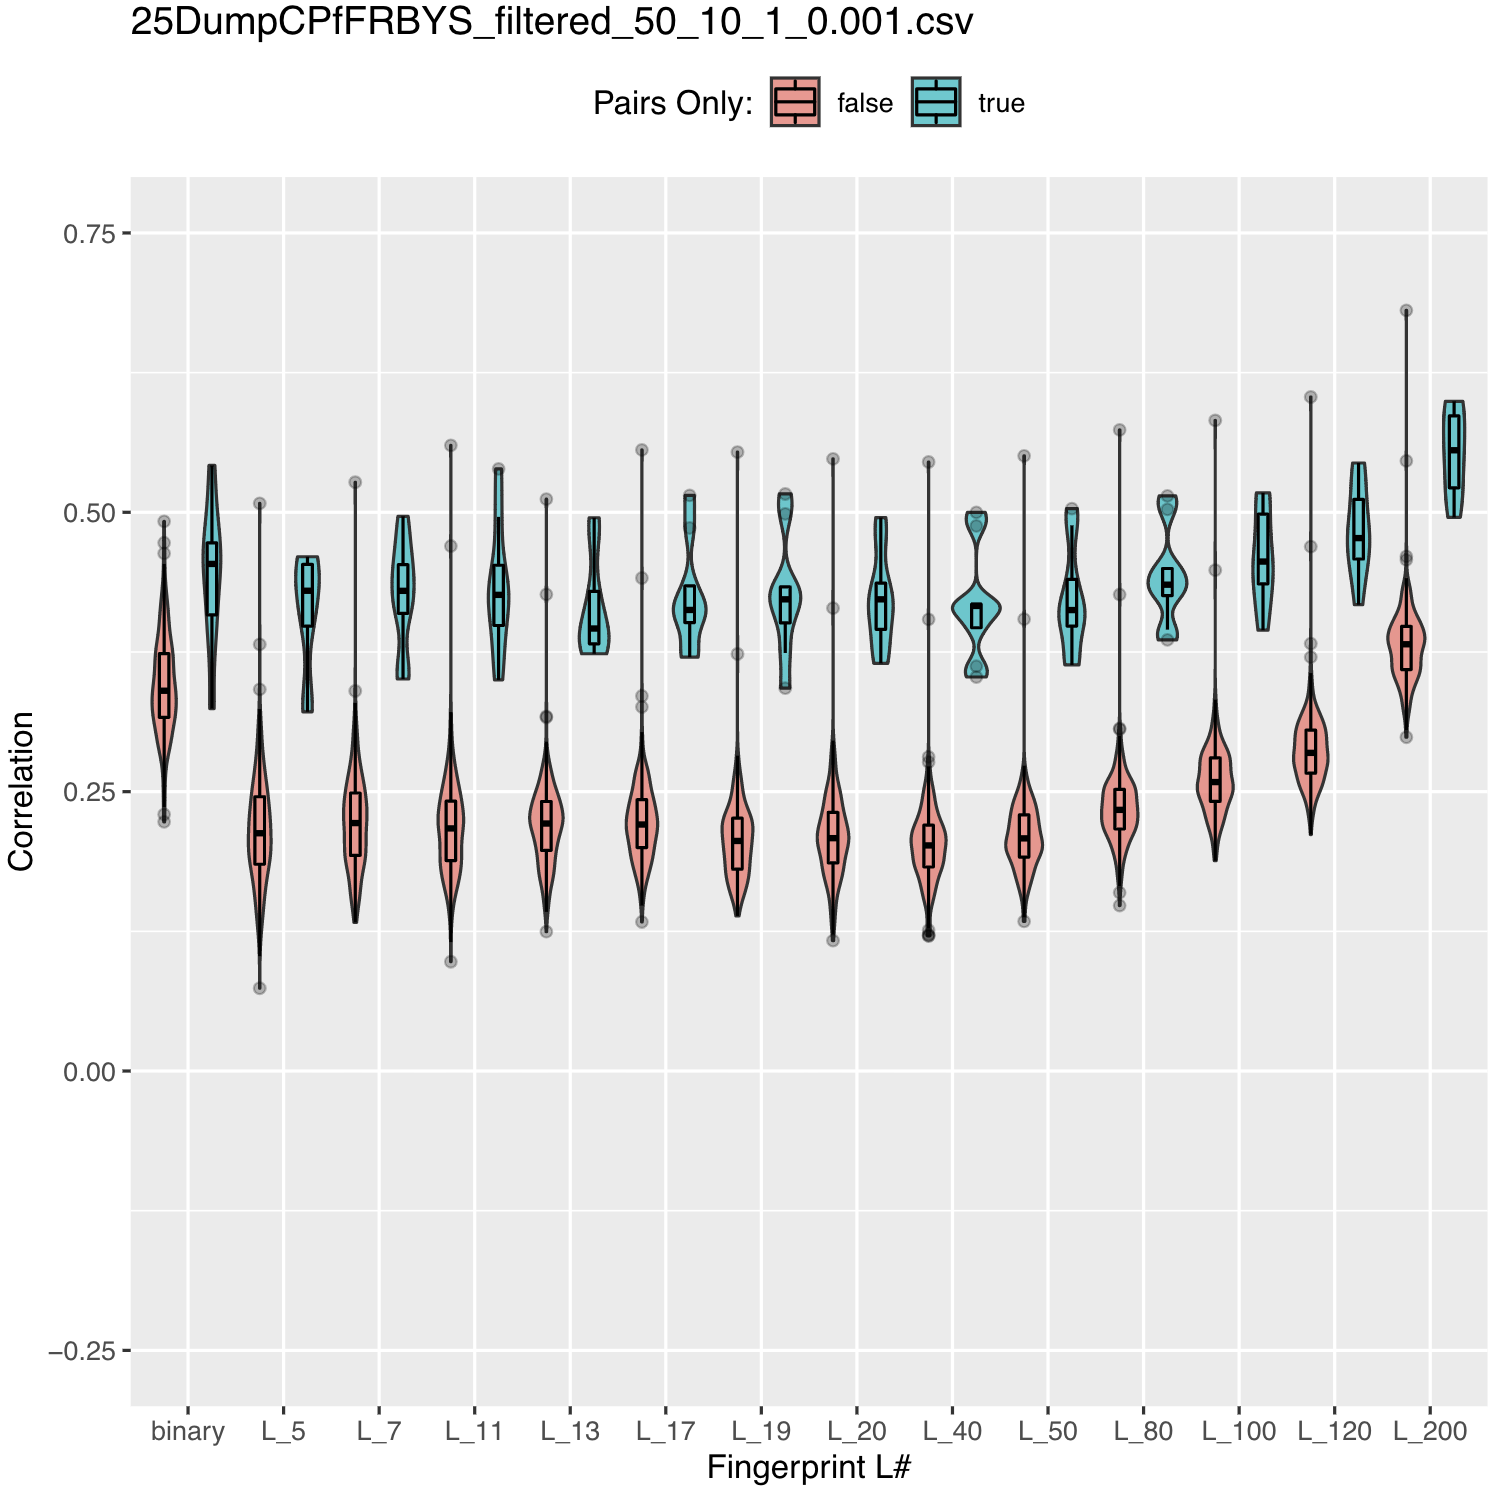 25DumpCPfFRBYS_filtered_50_10_1_0.001.csv
Pairs Only: false true
0.75
0.50
0.25
0.00
−0.25
Correlation
binary L_5 L_7 L_11 L_13 L_17 L_19 L_20 L_40 L_50 L_80 L_100 L_120 L_200
Fingerprint L#